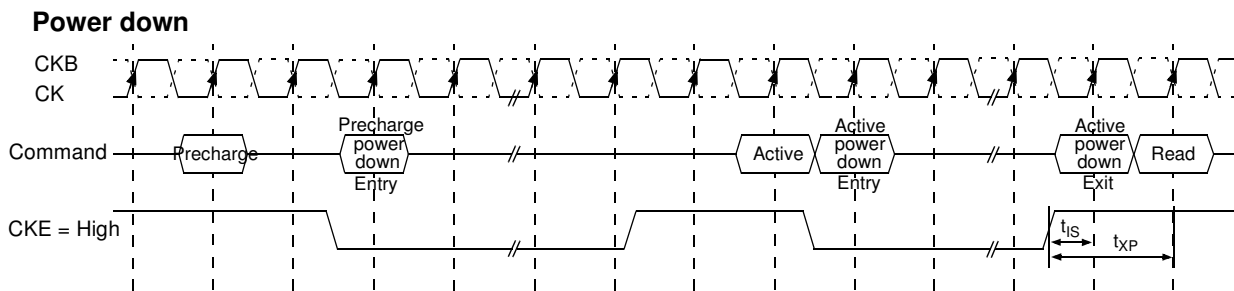 Power down
CKB
CK
Command
Precharge
Precharge
power
down
Entry
Active
Active
power
down
Entry
Active
power
down
Exit
Read
CKE = High
tIS
tXP